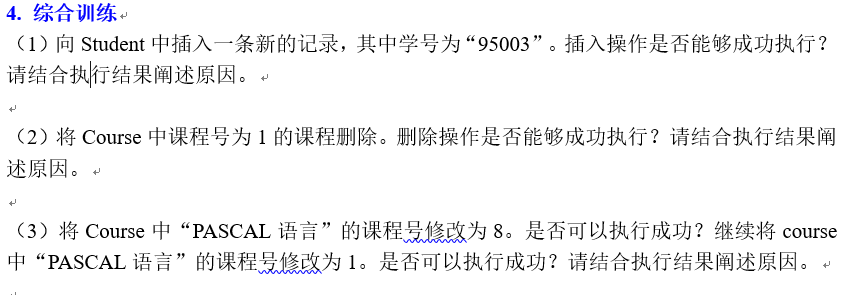 4. 综合训练
（1）向 Student 中插入一条新的记录，其中学号为“95003”。插入操作是否能够成功执行？
请结合执行结果阐述原因。
（2）将 Course 中课程号为 1 的课程删除。删除操作是否能够成功执行？请结合执行结果阐
述原因。
（3）将 Course 中“PASCAL 语言”的课程号修改为 8。是否可以执行成功？继续将 course
中“PASCAL 语言”的课程号修改为 1。是否可以执行成功？请结合执行结果阐述原因。